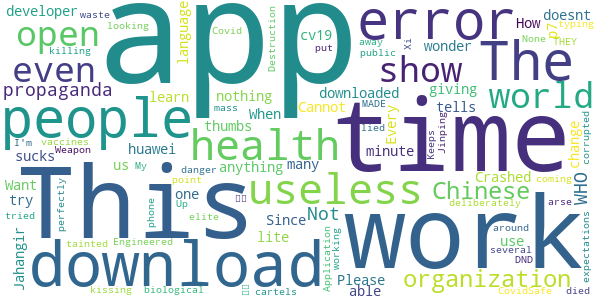 developer waste looking Covid Destruction
killing open app error doesnt
language cv19 How typing
even put away public Xi wonder None THEY
propaganda show The p7
learn nothing downloaded giving world
people When thumbs Cannot MADE
I'm vaccines mass lied time
sucks Weapon huawei health tells Every Keeps Jinping change corrupted
us My danger anything many minute
Want point one useless Crashed coming
try perfectly This Since Not Chinese WHO
tried phone Up elite lite work use deliberately arse
Jahangir tainted Engineered Please around expectations
download Application working able organization
kissing biological cartels several DND CovidSafe died